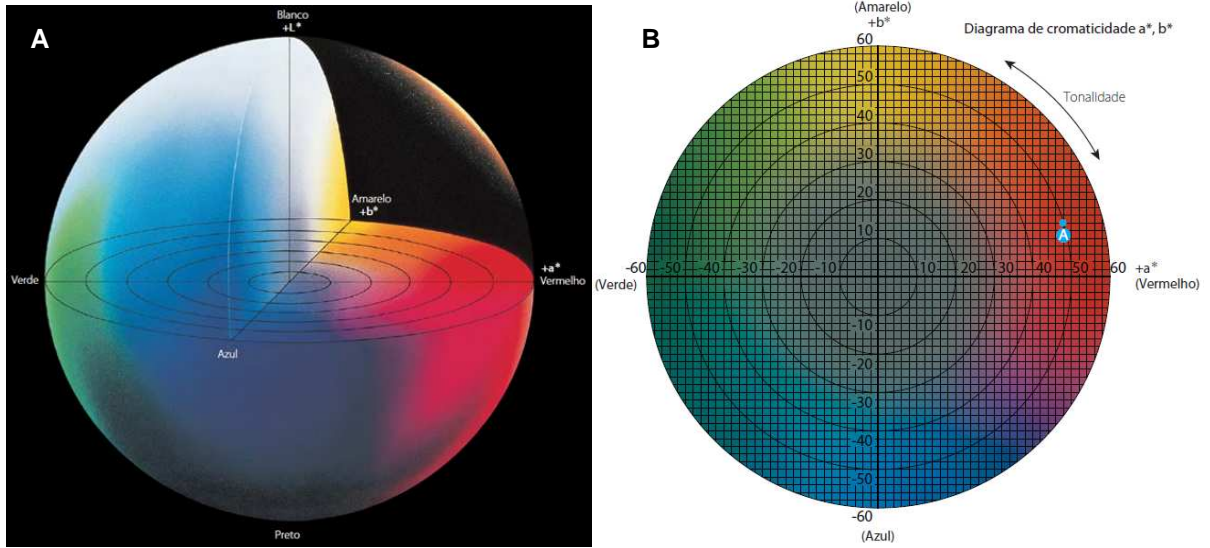 A
Blanco
+L*
Amarelo
+b*
Verde
+a*
Vermelho
Azul
Preto
B
(Amarelo)
+b*
Diagrama de cromaticidade a*, b*
Tonalidade
60
50
40
30
20
10
A
-60 -50 -40 -30 -20 -10 10 20 30 40 50 60 +a*
(Verde) (Vermelho)
-10
-20
-30
-40
-50
-60
(Azul)